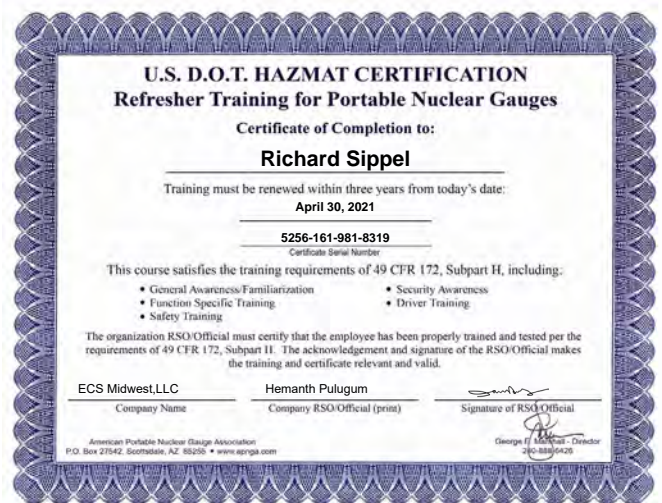 U.S. D.O.T. HAZMAT CERTIFICATION
Refresher Training for Portable Nuclear Gauges
Certificate of Completion to:
Richard Sippel
Training must be renewed within three years from today's date:
April 30, 2021
5256-161-981-8319
Certificate Serial Number
This course satisfies the training requirements of 49 CFR 172, Subpart H, including:
• General Awareness/Familiarization
• Function Specific Training
• Safety Training
• Security Awareness
• Driver Training
The organization RSO/Official must certify that the employee has been properly trained and tested per the
requirements of 49 CFR 172, Subpart H. The acknowledgement and signature of the RSO/Official makes
the training and certificate relevant and valid.
ECS Midwest,LLC
Company Name
Hemanth Pulugum
Company RSO/Official (print)
Signature of RSO/Official
American Portable Nuclear Gauge Association
P.O. Box 27542, Scottsdale, AZ 85255 • www.apnga.com
George Marshall - Director